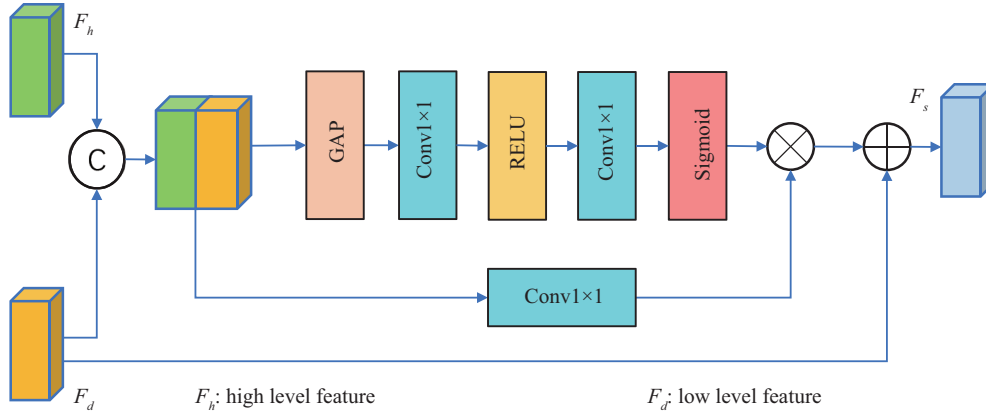 F_h
C
GAP
Conv1×1
RELU
Conv1×1
Sigmoid
F_s
Conv1×1
F_d
F_h: high level feature
F_d: low level feature